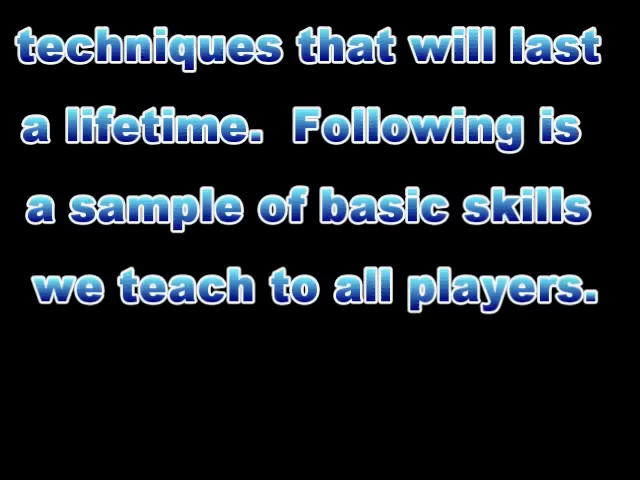 techniques that will last
a lifetime.  Following is
a sample of basic skills
we teach to all players.